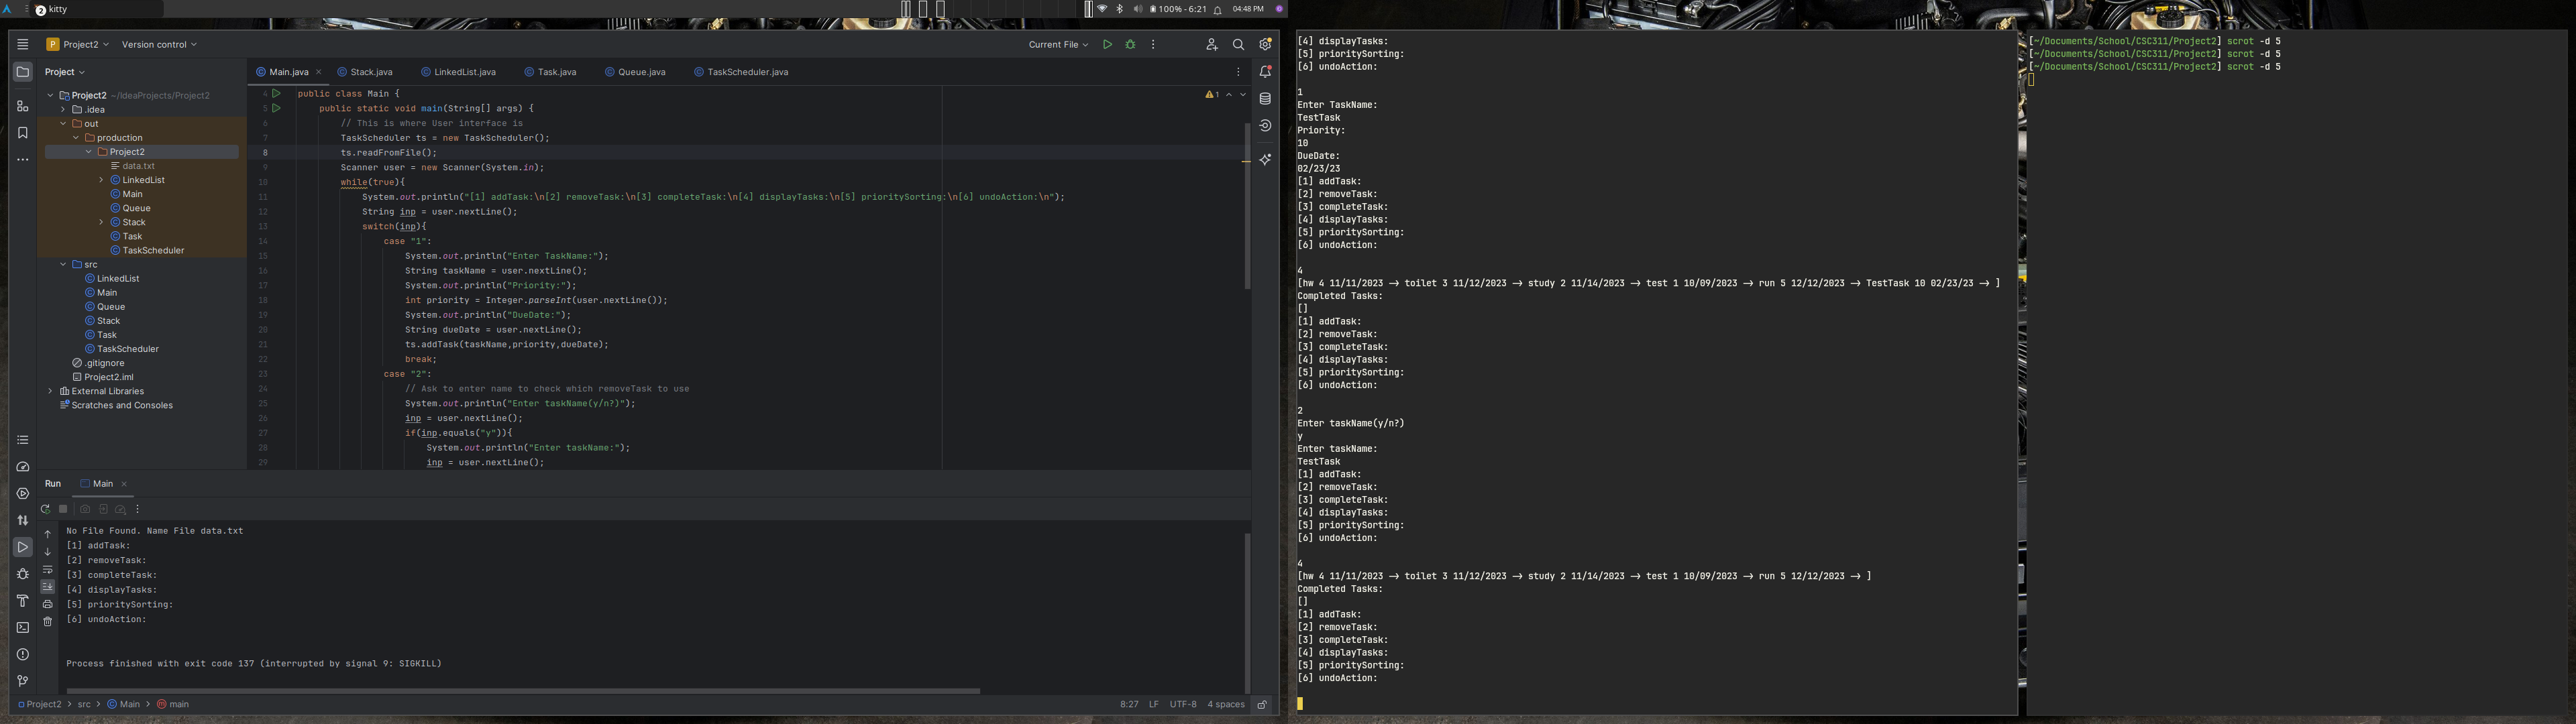 2 kitty
100% - 6:21
04:48 PM
P Project2 Version control
Current File
Project
Main.java Stack.java LinkedList.java Task.java Queue.java TaskScheduler.java
Project2 ~/IdeaProjects/Project2
.idea
out
production
Project2
data.txt
LinkedList
Main
Queue
Stack
Task
TaskScheduler
src
LinkedList
Main
Queue
Stack
Task
TaskScheduler
.gitignore
Project2.iml
External Libraries
Scratches and Consoles
1
4 public class Main {
5 public static void main(String[] args) {
6 // This is where User interface is
7 TaskScheduler ts = new TaskScheduler();
8 ts.readFromFile();
9 Scanner user = new Scanner(System.in);
10 while(true){
11 System.out.println("[1] addTask:\n[2] removeTask:\n[3] completeTask:\n[4] displayTasks:\n[5] prioritySorting:\n[6] undoAction:\n");
12 String inp = user.nextLine();
13 switch(inp){
14 case "1":
15 System.out.println("Enter TaskName:");
16 String taskName = user.nextLine();
17 System.out.println("Priority:");
18 int priority = Integer.parseInt(user.nextLine());
19 System.out.println("DueDate:");
20 String dueDate = user.nextLine();
21 ts.addTask(taskName,priority,dueDate);
22 break;
23 case "2":
24 // Ask to enter name to check which removeTask to use
25 System.out.println("Enter taskName(y/n?)");
26 inp = user.nextLine();
27 if(inp.equals("y")){
28 System.out.println("Enter taskName:");
29 inp = user.nextLine();
Run Main
No File Found. Name File data.txt
[1] addTask:
[2] removeTask:
[3] completeTask:
[4] displayTasks:
[5] prioritySorting:
[6] undoAction:
Process finished with exit code 137 (interrupted by signal 9: SIGKILL)
Project2 > src > Main > m main
8:27 LF UTF-8 4 spaces
[4] displayTasks:
[5] prioritySorting:
[6] undoAction:
1
Enter TaskName:
TestTask
Priority:
10
DueDate:
02/23/23
[1] addTask:
[2] removeTask:
[3] completeTask:
[4] displayTasks:
[5] prioritySorting:
[6] undoAction:
4
[hw 4 11/11/2023 -> toilet 3 11/12/2023 -> study 2 11/14/2023 -> test 1 10/09/2023 -> run 5 12/12/2023 -> TestTask 10 02/23/23 -> ]
Completed Tasks:
[]
[1] addTask:
[2] removeTask:
[3] completeTask:
[4] displayTasks:
[5] prioritySorting:
[6] undoAction:
2
Enter taskName(y/n?)
y
Enter taskName:
TestTask
[1] addTask:
[2] removeTask:
[3] completeTask:
[4] displayTasks:
[5] prioritySorting:
[6] undoAction:
4
[hw 4 11/11/2023 -> toilet 3 11/12/2023 -> study 2 11/14/2023 -> test 1 10/09/2023 -> run 5 12/12/2023 -> ]
Completed Tasks:
[]
[1] addTask:
[2] removeTask:
[3] completeTask:
[4] displayTasks:
[5] prioritySorting:
[6] undoAction:
[~/Documents/School/CSC311/Project2] scrot -d 5
[~/Documents/School/CSC311/Project2] scrot -d 5
[~/Documents/School/CSC311/Project2] scrot -d 5